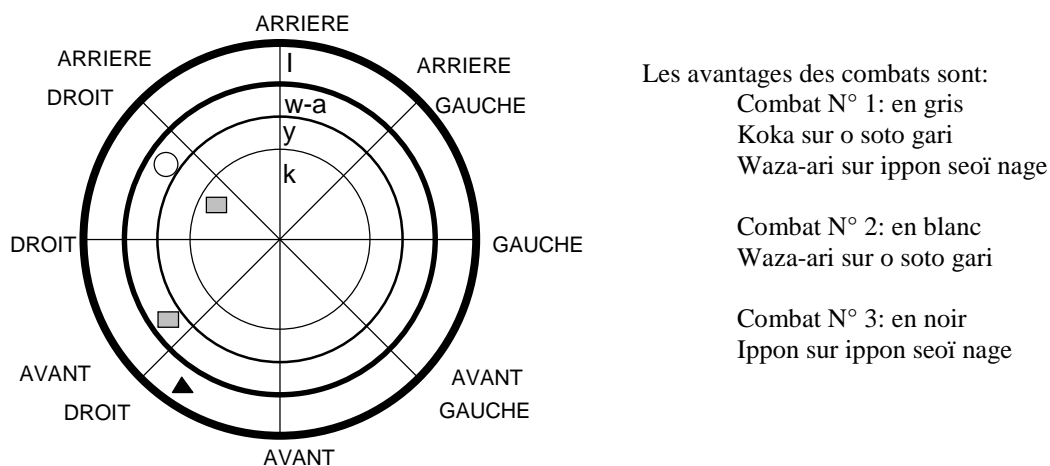 ARRIERE
ARRIERE
DROIT
ARRIERE
GAUCHE
l
w-a
y
k
DROIT
GAUCHE
AVANT
DROIT
AVANT
GAUCHE
AVANT
Les avantages des combats sont:
Combat N° 1: en gris
Koka sur o soto gari
Waza-ari sur ippon seoï nage
Combat N° 2: en blanc
Waza-ari sur o soto gari
Combat N° 3: en noir
Ippon sur ippon seoï nage